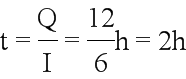 t = Q/I = 12/6 h = 2h